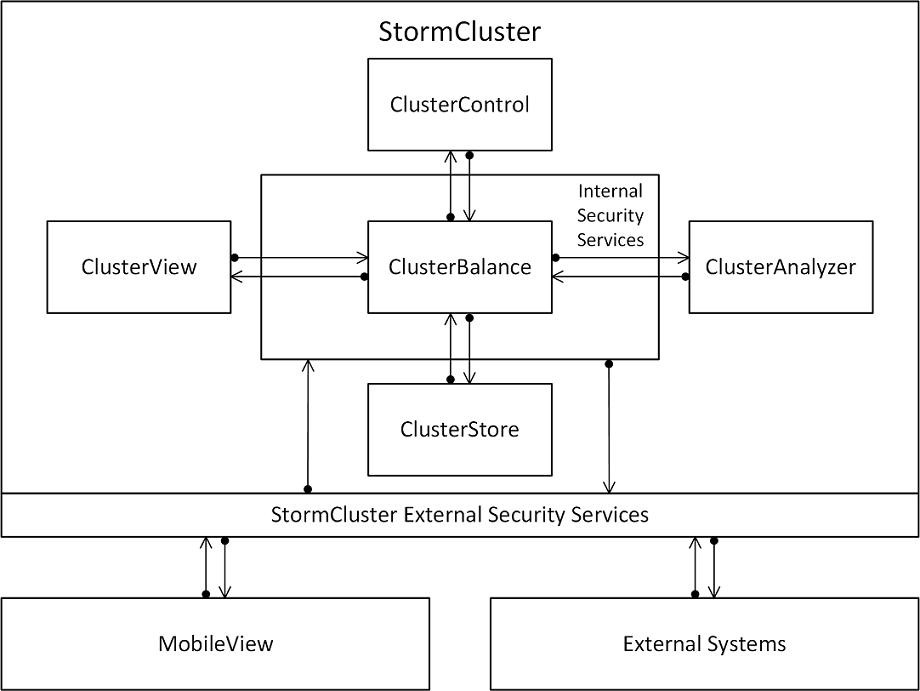 StormCluster
ClusterControl
Internal
Security
Services
ClusterView
ClusterBalance
ClusterAnalyzer
ClusterStore
StormCluster External Security Services
MobileView
External Systems